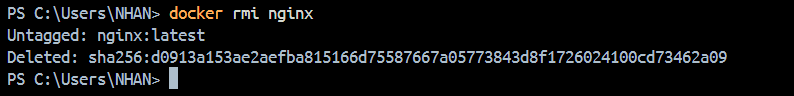 PS C:\Users\NHAN> docker rmi nginx
Untagged: nginx:latest
Deleted: sha256:d0913a153ae2aefba815166d75587667a05773843d8f1726024100cd73462a09
PS C:\Users\NHAN>